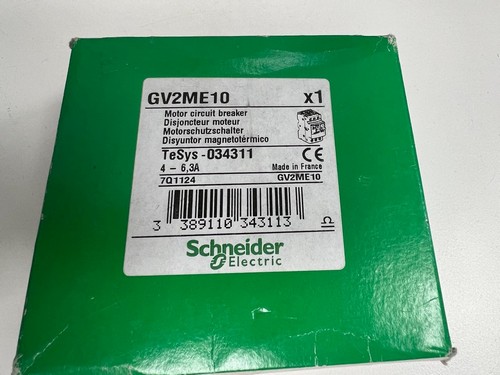 GV2ME10 x1
Motor circuit breaker
Disjoncteur moteur
Motorschutzschalter
Disyuntor magnetotérmico
TeSys - 034311 CE
4 - 6,3A Made in France
7Q1124 GV2ME10
3 389110 343113
Schneider
Electric